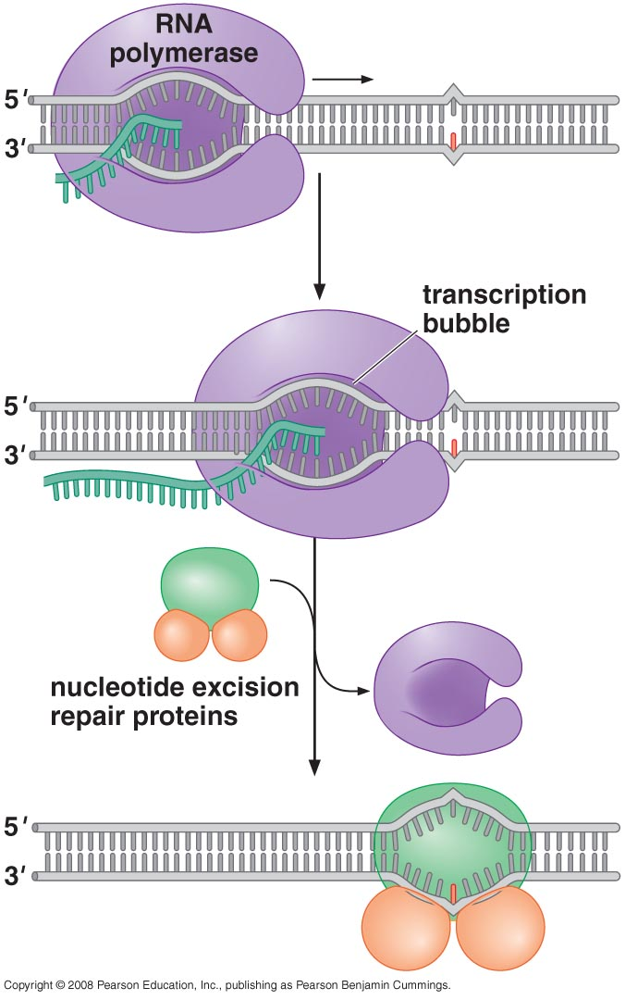 RNA
polymerase
5′
3′
transcription
bubble
5′
3′
nucleotide excision
repair proteins
5′
3′
Copyright © 2008 Pearson Education, Inc., publishing as Pearson Benjamin Cummings.